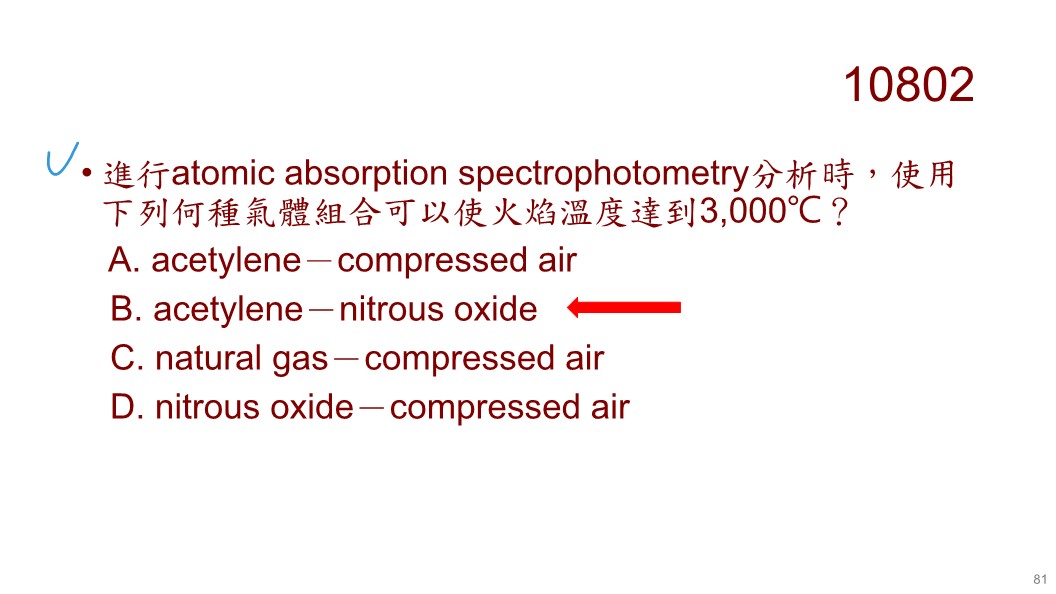 10802
• 進行atomic absorption spectrophotometry分析時，使用
下列何種氣體組合可以使火焰溫度達到3,000℃？
A. acetylene－compressed air
B. acetylene－nitrous oxide
C. natural gas－compressed air
D. nitrous oxide－compressed air
81